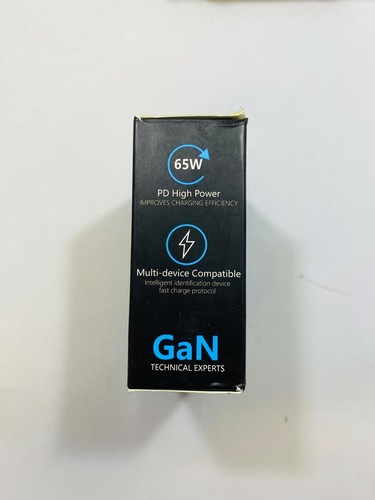 65W
PD High Power
IMPROVES CHARGING EFFICIENCY
Multi-device Compatible
Intelligent identification device
fast charge protocol
GaN
TECHNICAL EXPERTS